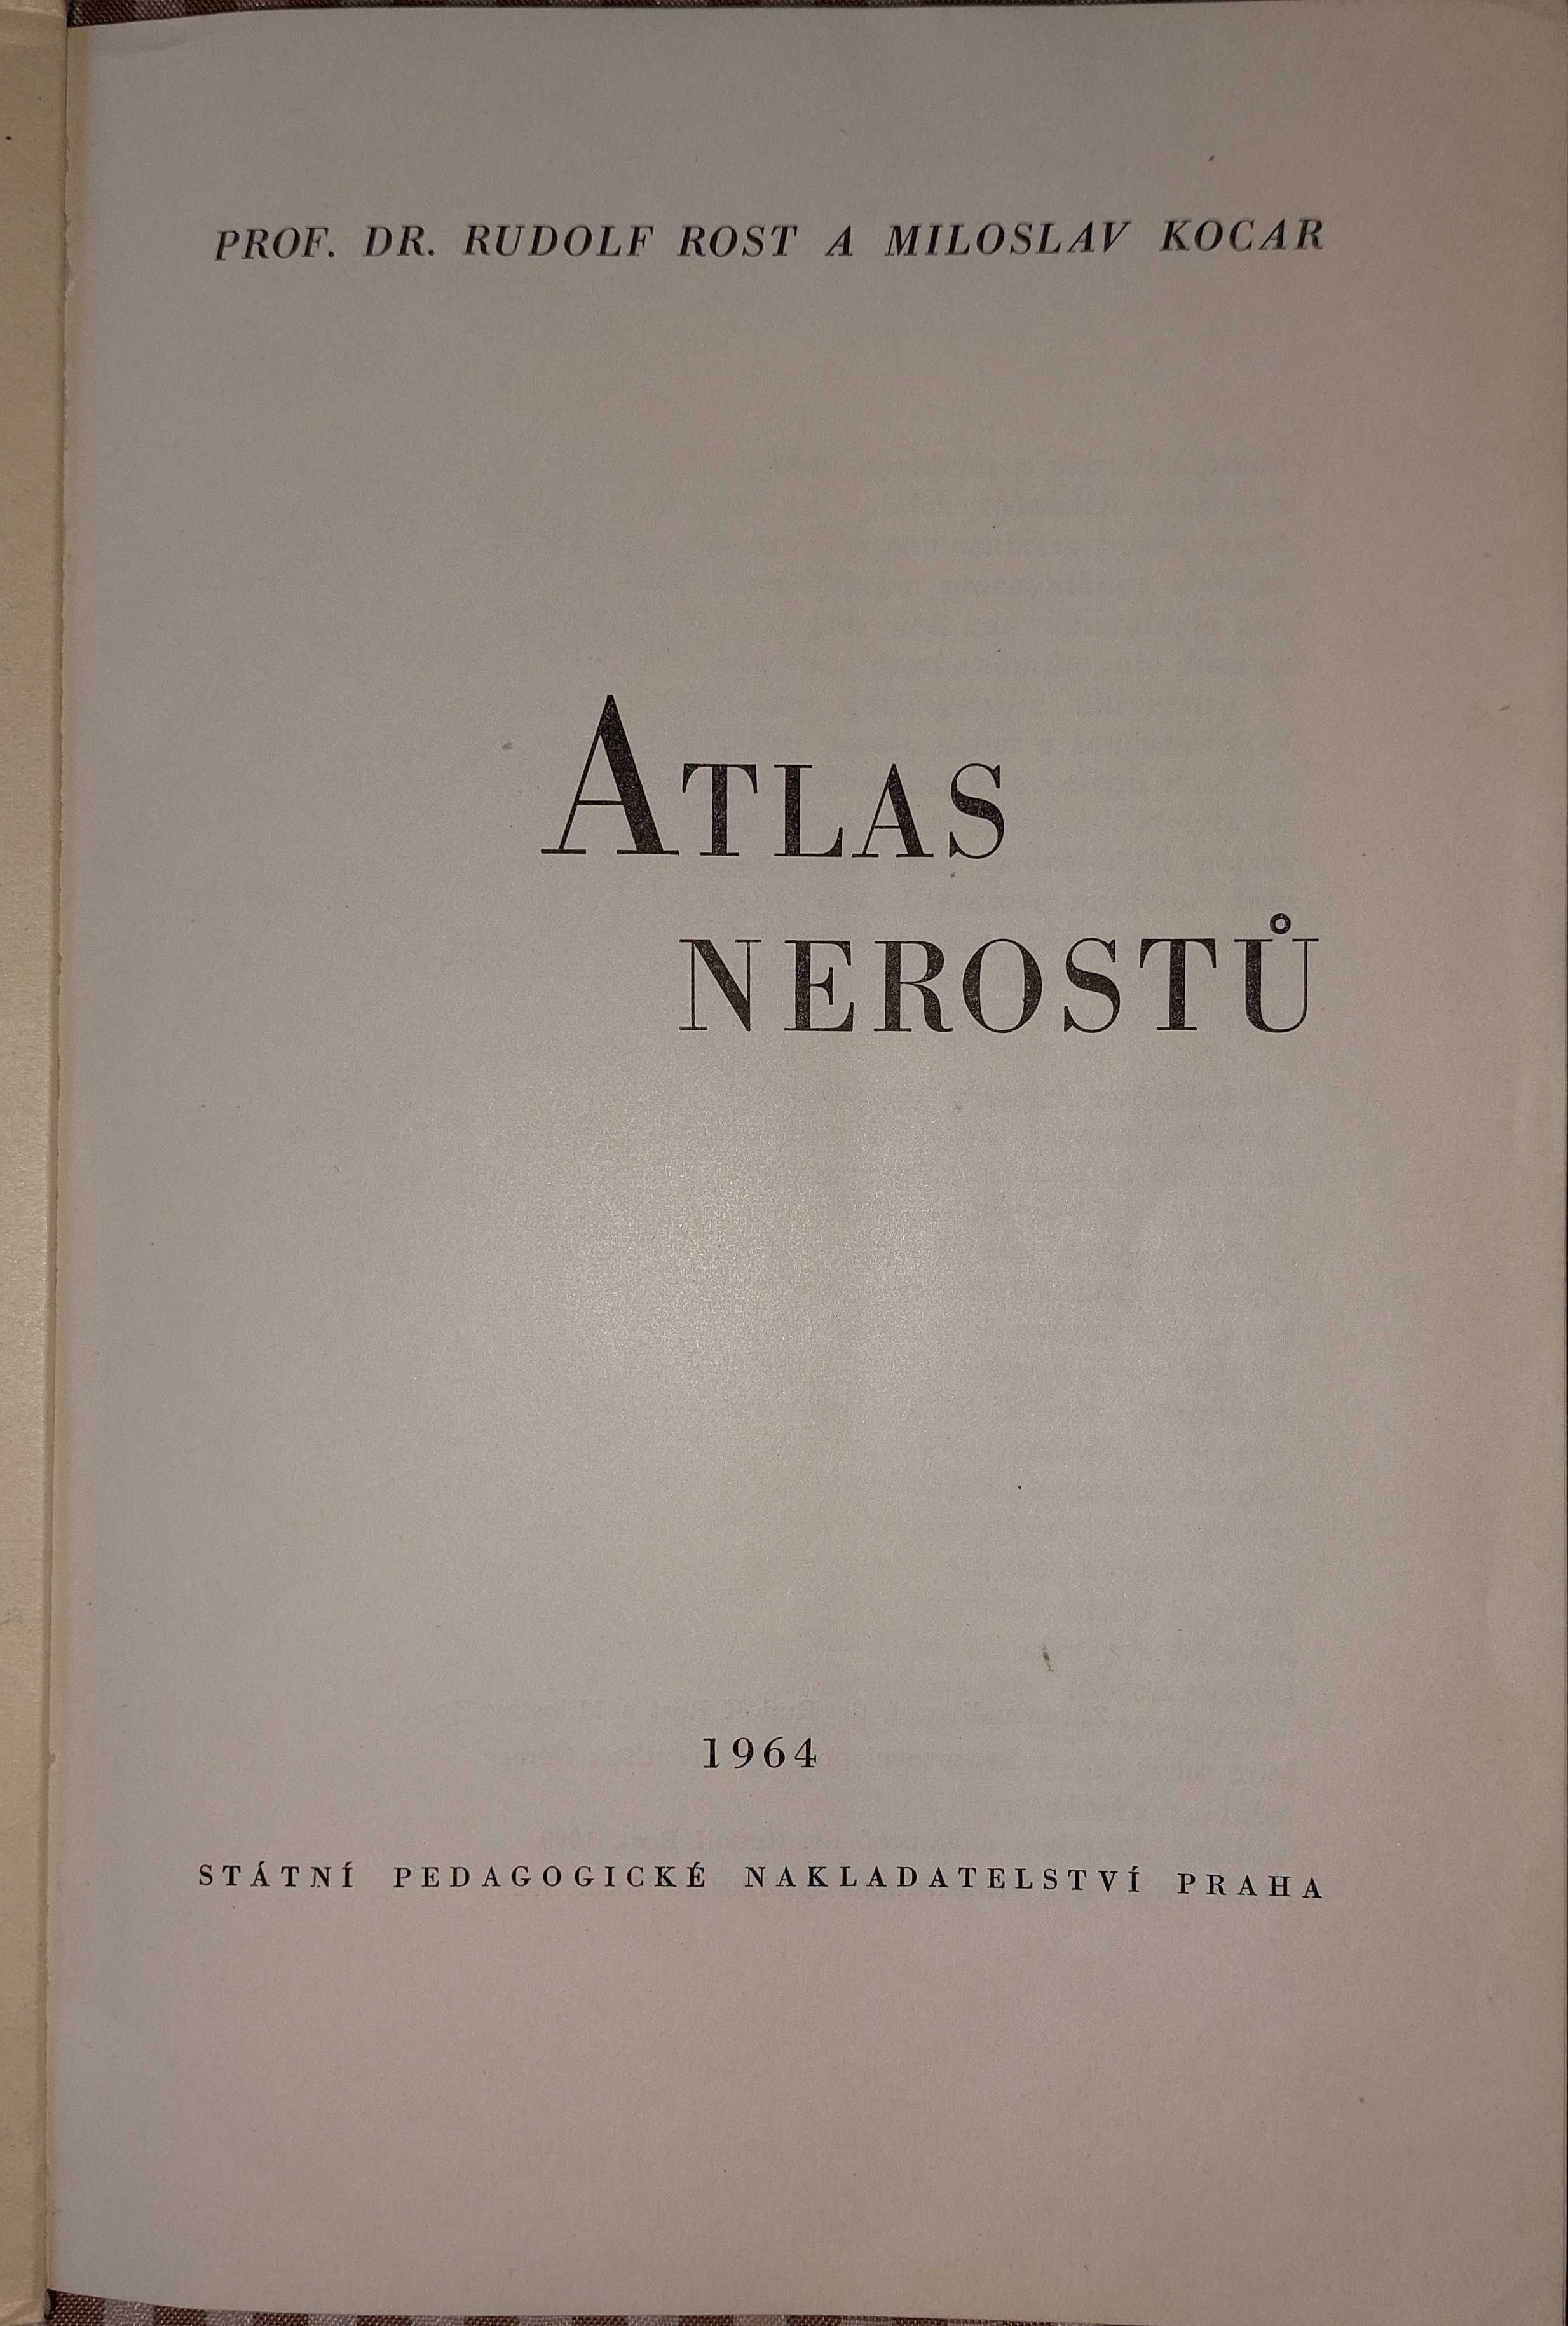 PROF. DR. RUDOLF ROST A MILOSLAV KOCAR
ATLAS
NEROSTŮ
1964
STÁTNÍ PEDAGOGICKÉ NAKLADATELSTVÍ PRAHA